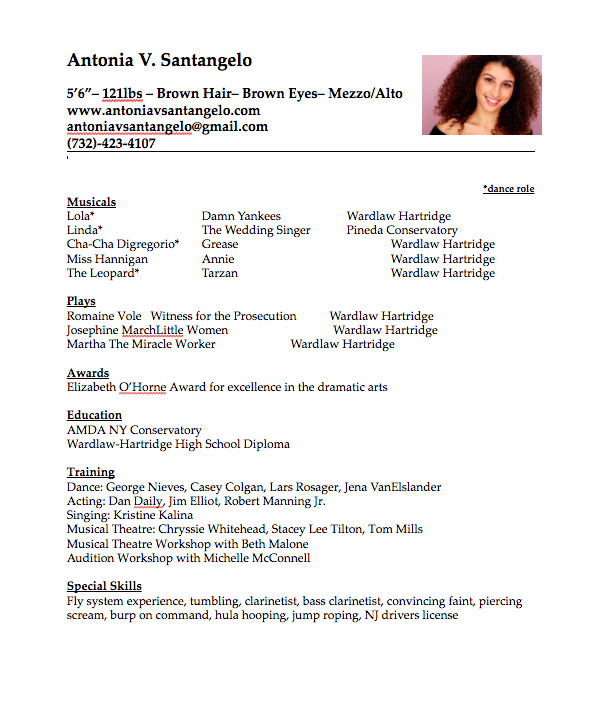 Antonia V. Santangelo
5’6”– 121lbs – Brown Hair– Brown Eyes– Mezzo/Alto
www.antoniavsantangelo.com
antoniavsantangelo@gmail.com
(732)-423-4107
*dance role
Musicals
Lola* Damn Yankees Wardlaw Hartridge
Linda* The Wedding Singer Pineda Conservatory
Cha-Cha Digregorio* Grease Wardlaw Hartridge
Miss Hannigan Annie Wardlaw Hartridge
The Leopard* Tarzan Wardlaw Hartridge
Plays
Romaine Vole Witness for the Prosecution Wardlaw Hartridge
Josephine MarchLittle Women Wardlaw Hartridge
Martha The Miracle Worker Wardlaw Hartridge
Awards
Elizabeth O’Horne Award for excellence in the dramatic arts
Education
AMDA NY Conservatory
Wardlaw-Hartridge High School Diploma
Training
Dance: George Nieves, Casey Colgan, Lars Rosager, Jena VanElslander
Acting: Dan Daily, Jim Elliot, Robert Manning Jr.
Singing: Kristine Kalina
Musical Theatre: Chryssie Whitehead, Stacey Lee Tilton, Tom Mills
Musical Theatre Workshop with Beth Malone
Audition Workshop with Michelle McConnell
Special Skills
Fly system experience, tumbling, clarinetist, bass clarinetist, convincing faint, piercing
scream, burp on command, hula hooping, jump roping, NJ drivers license